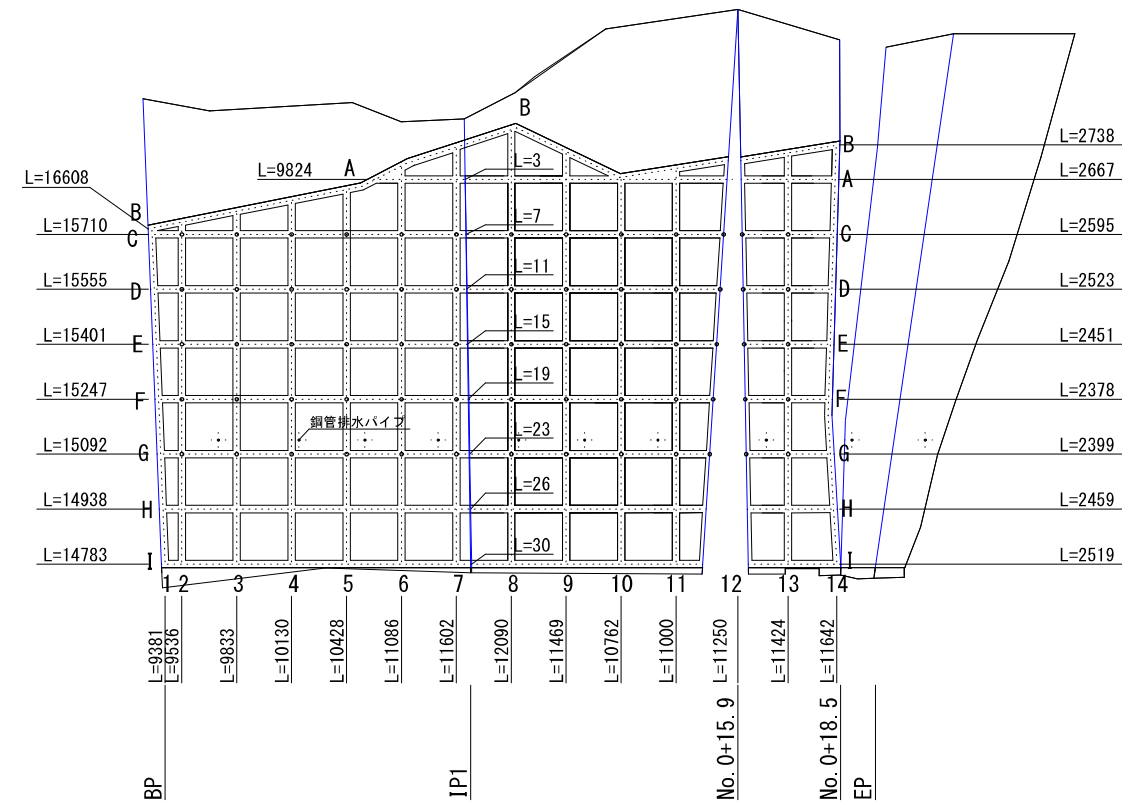 B
L=2738
B
L=9824
A
L=3
L=2667
A
L=16608
B
L=15710
C
L=7
C
L=2595
L=15555
D
L=11
D
L=2523
L=15401
E
L=15
E
L=2451
L=15247
F
L=19
F
L=2378
鋼管排水パイプ
L=15092
G
L=23
G
L=2399
L=14938
H
L=26
H
L=2459
L=14783
I
L=30
I
L=2519
1 2 3 4 5 6 7 8 9 10 11 12 13 14
L=9381
L=9536
L=9833
L=10130
L=10428
L=11086
L=11602
L=12090
L=11469
L=10762
L=11000
L=11250
L=11424
L=11642
BP
IP1
No. 0+15. 9
No. 0+18. 5
EP